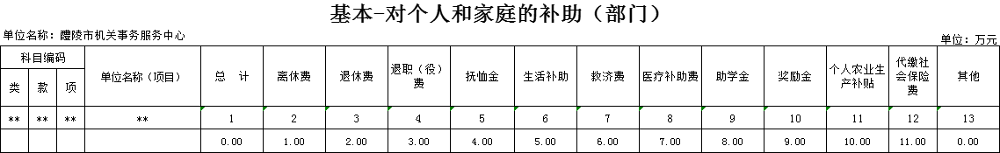 基本-对个人和家庭的补助（部门）
单位名称：醴陵市机关事务服务中心
单位：万元
科目编码 单位名称（项目） 总 计 离休费 退休费 退职（役）费 抚恤金 生活补助 救济费 医疗补助费 助学金 奖励金 个人农业生产补贴 代缴社会保险费 其他
类 款 项
** ** ** ** 1 2 3 4 5 6 7 8 9 10 11 12 13
0.00 1.00 2.00 3.00 4.00 5.00 6.00 7.00 8.00 9.00 10.00 11.00 0.00